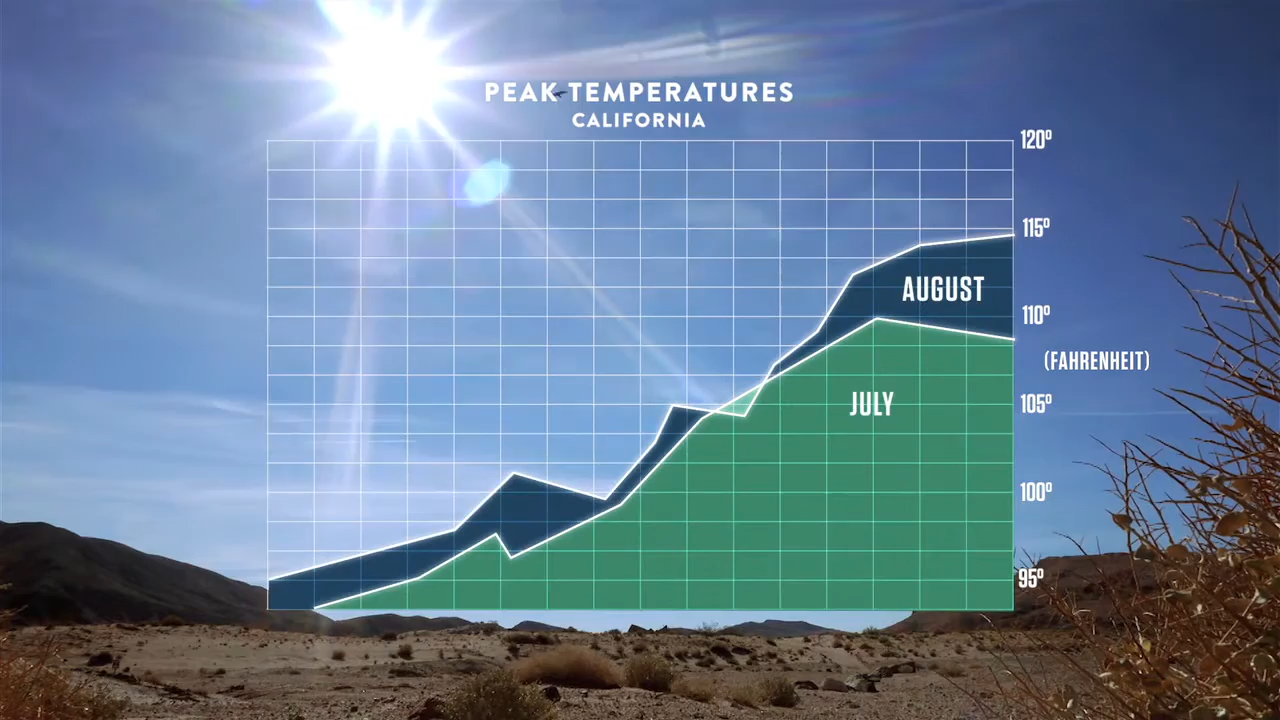 PEAK TEMPERATURES
CALIFORNIA
120º
115º
AUGUST
110º
(FAHRENHEIT)
JULY
105º
100º
95º